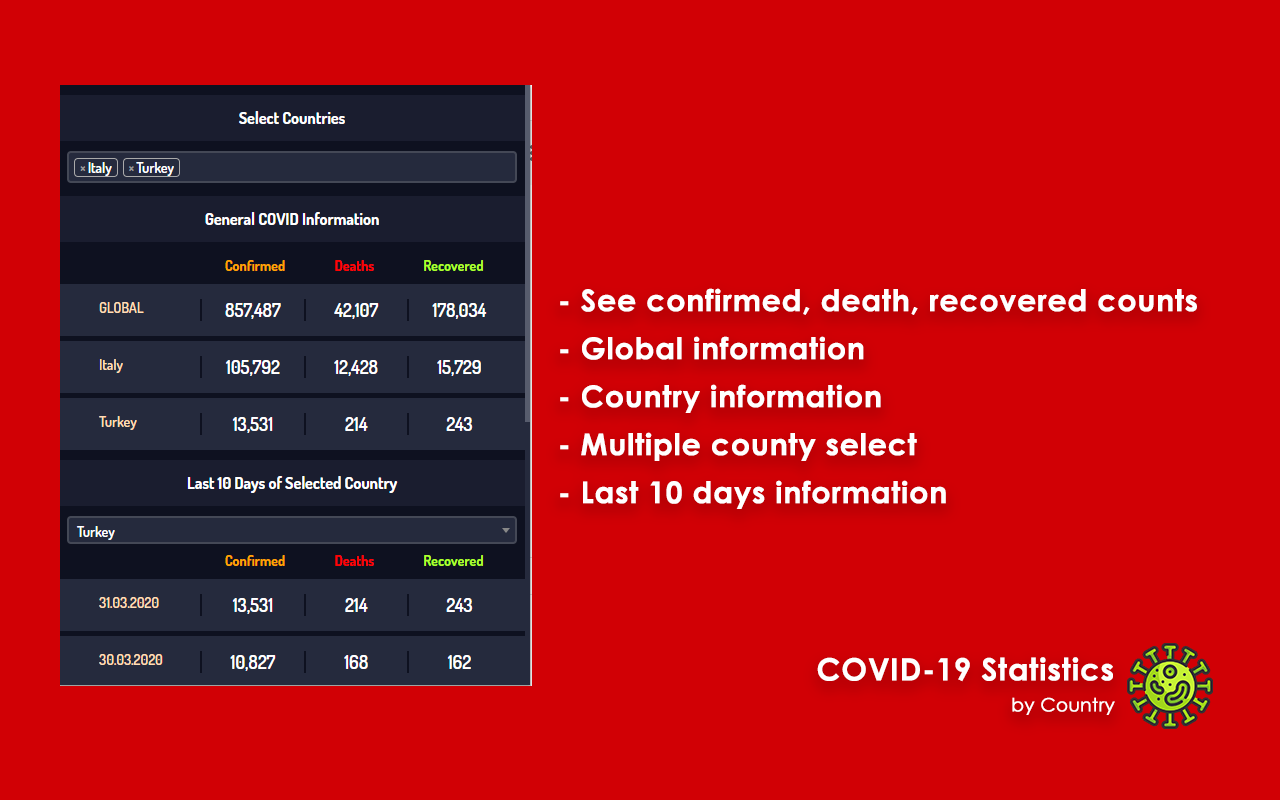 Select Countries
×Italy ×Turkey
General COVID Information
Confirmed Deaths Recovered
GLOBAL 857,487 42,107 178,034
Italy 105,792 12,428 15,729
Turkey 13,531 214 243
Last 10 Days of Selected Country
Turkey
Confirmed Deaths Recovered
31.03.2020 13,531 214 243
30.03.2020 10,827 168 162
- See confirmed, death, recovered counts
- Global information
- Country information
- Multiple county select
- Last 10 days information
COVID-19 Statistics
by Country